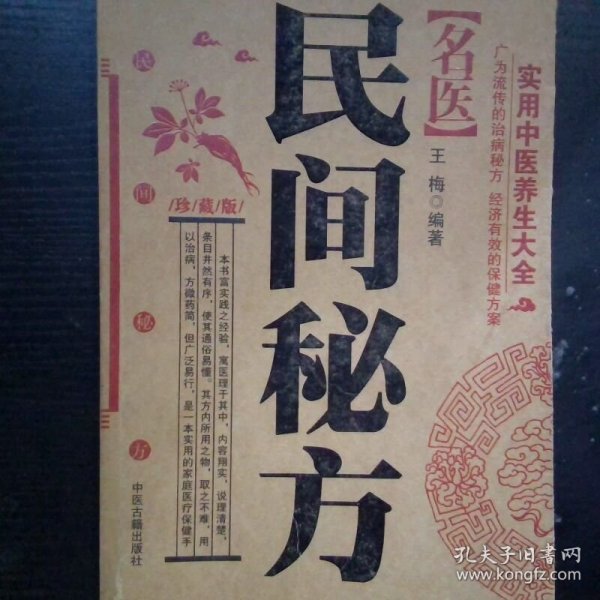 实用中医养生大全
广为流传的治病秘方 经济有效的保健方案
【名医】
王梅◎编著
民间秘方
本书富实践之经验，寓医理于其中，内容翔实，说理清楚，
条目井然有序，使其通俗易懂。其方内所用之物，取之不难，用
以治病，方微药简，但广泛易行，是一本实用的家庭医疗保健手
/珍/藏/版/
民间秘方
中医古籍出版社
孔夫子旧书网
www.kongfz.com